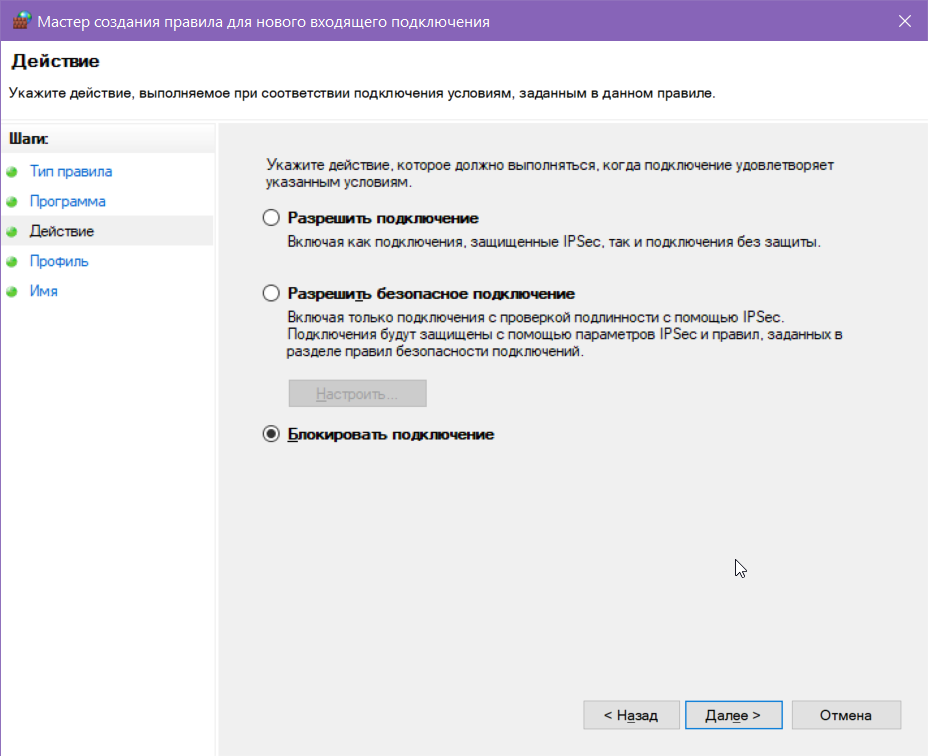 Мастер создания правила для нового входящего подключения
Действие
Укажите действие, выполняемое при соответствии подключения условиям, заданным в данном правиле.
Шаги:
Тип правила
Программа
Действие
Профиль
Имя
Укажите действие, которое должно выполняться, когда подключение удовлетворяет
указанным условиям.
Разрешить подключение
Включая как подключения, защищенные IPSec, так и подключения без защиты.
Разрешить безопасное подключение
Включая только подключения с проверкой подлинности с помощью IPSec.
Подключения будут защищены с помощью параметров IPSec и правил, заданных в
разделе правил безопасности подключений.
Настроить...
Блокировать подключение
< Назад
Далее >
Отмена